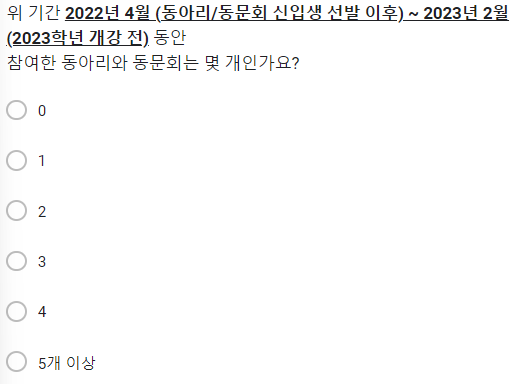 위 기간 2022년 4월 (동아리/동문회 신입생 선발 이후) ~ 2023년 2월
(2023학년 개강 전) 동안
참여한 동아리와 동문회는 몇 개인가요?
0
1
2
3
4
5개 이상